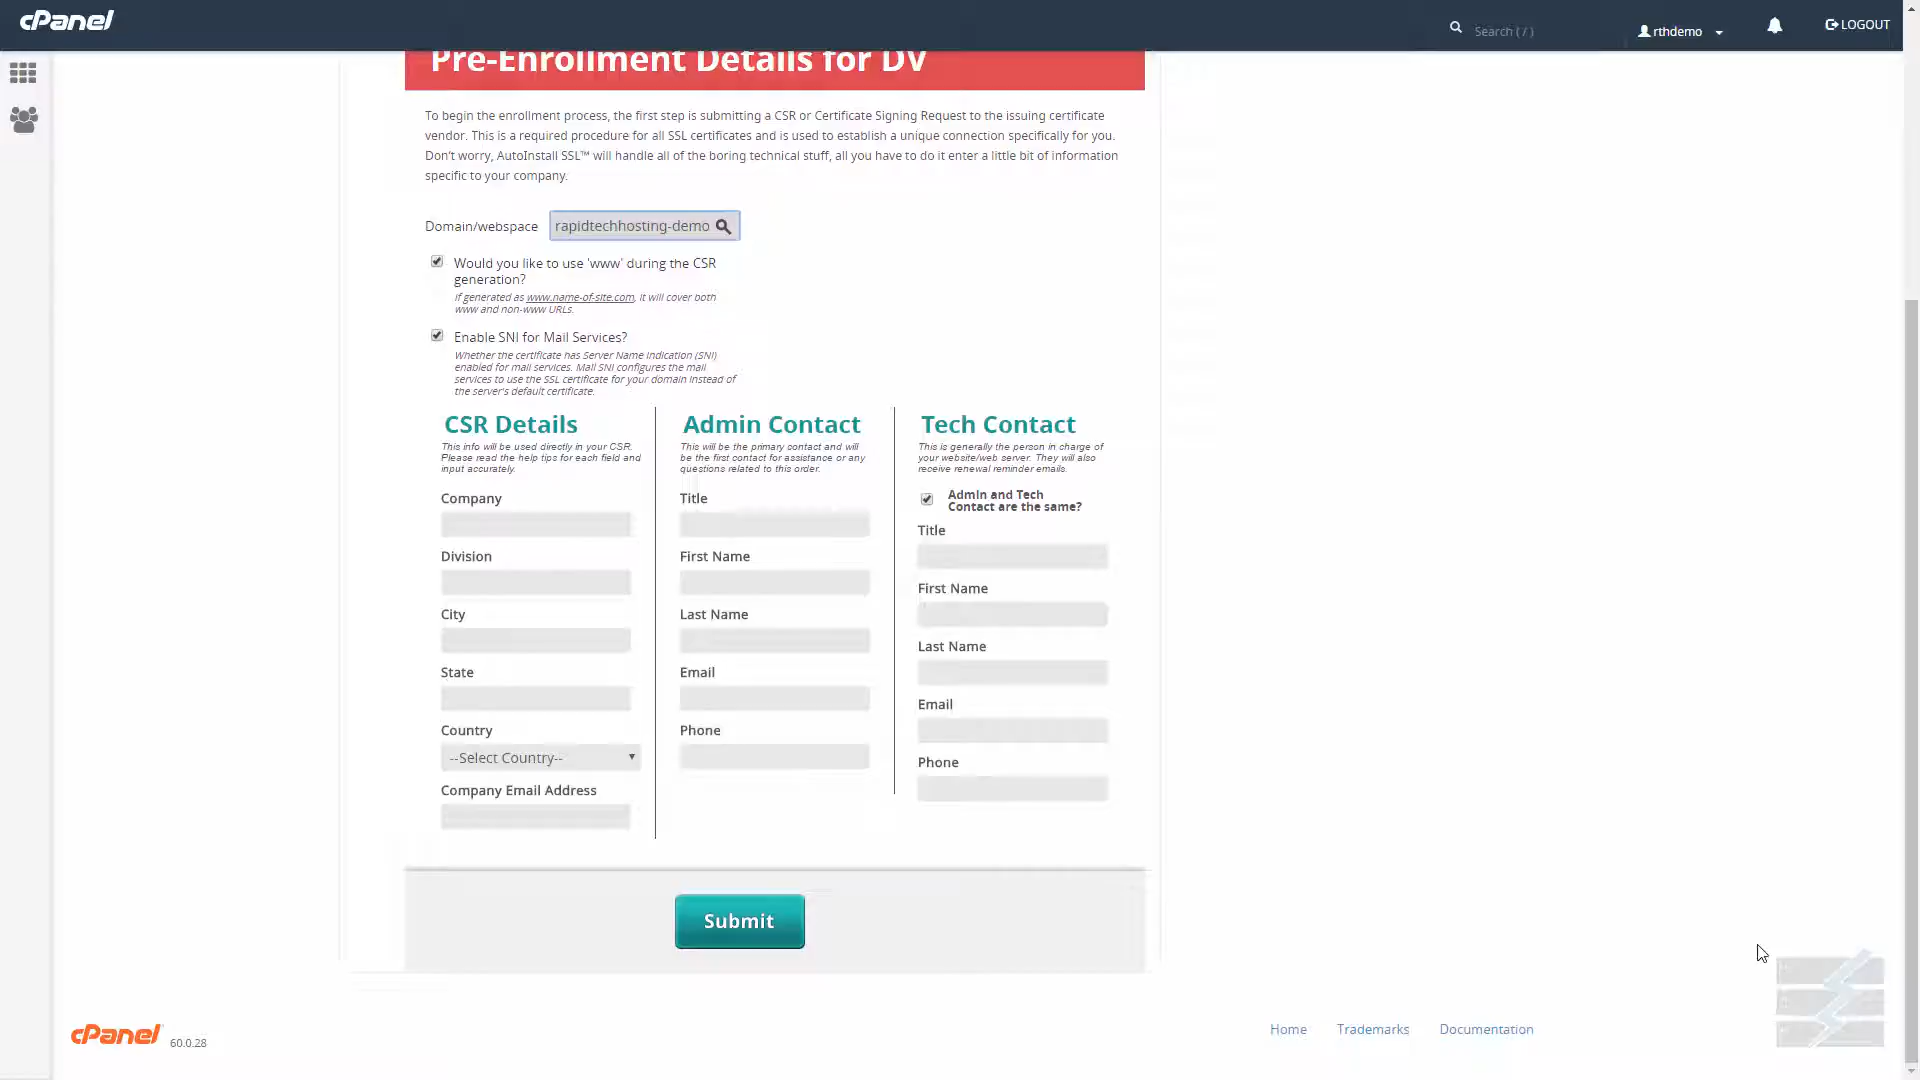 cPanel
Search ( / )
rthdemo
LOGOUT
Pre-Enrollment Details for DV
To begin the enrollment process, the first step is submitting a CSR or Certificate Signing Request to the issuing certificate
vendor. This is a required procedure for all SSL certificates and is used to establish a unique connection specifically for you.
Don't worry, AutoInstall SSL™ will handle all of the boring technical stuff, all you have to do it enter a little bit of information
specific to your company.
Domain/webspace
rapidtechhosting-demo
Would you like to use 'www' during the CSR
generation?
If generated as www.name-of-site.com, it will cover both
www and non-www URLs.
Enable SNI for Mail Services?
Whether the certificate has Server Name Indication (SNI)
enabled for mail services. Mail SNI configures the mail
services to use the SSL certificate for your domain instead of
the server's default certificate.
CSR Details
This info will be used directly in your CSR.
Please read the help tips for each field and
input accurately.
Company
Division
City
State
Country
--Select Country--
Company Email Address
Admin Contact
This will be the primary contact and will
be the first contact for assistance or any
questions related to this order.
Title
First Name
Last Name
Email
Phone
Tech Contact
This is generally the person in charge of
your website/web server. They will also
receive renewal reminder emails.
Admin and Tech
Contact are the same?
Title
First Name
Last Name
Email
Phone
Submit
cPanel 60.0.28
Home
Trademarks
Documentation